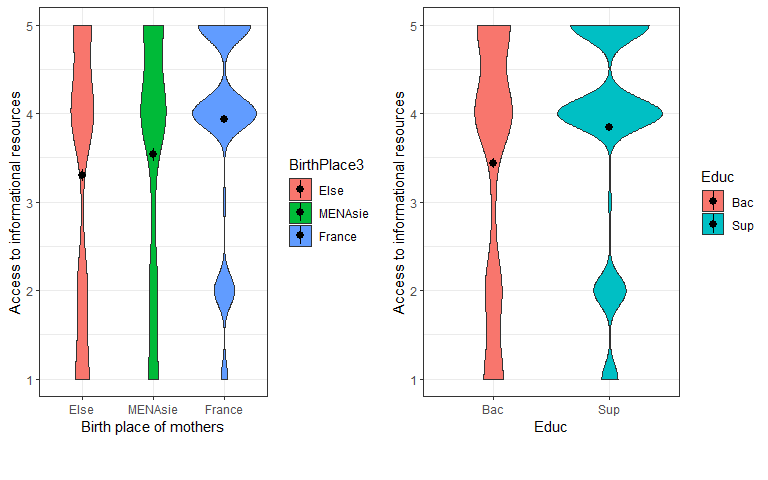 Access to informational resources
5
4
3
2
1
Else
MENAsie
France
Birth place of mothers
BirthPlace3
Else
MENAsie
France
Access to informational resources
5
4
3
2
1
Bac
Sup
Educ
Educ
Bac
Sup